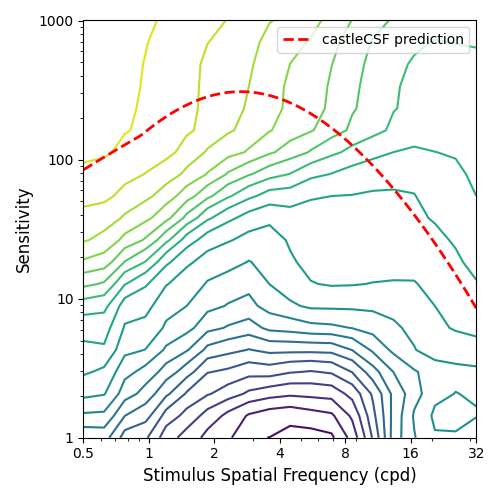 1000
castleCSF prediction
100
Sensitivity
10
1
0.5 1 2 4 8 16 32
Stimulus Spatial Frequency (cpd)